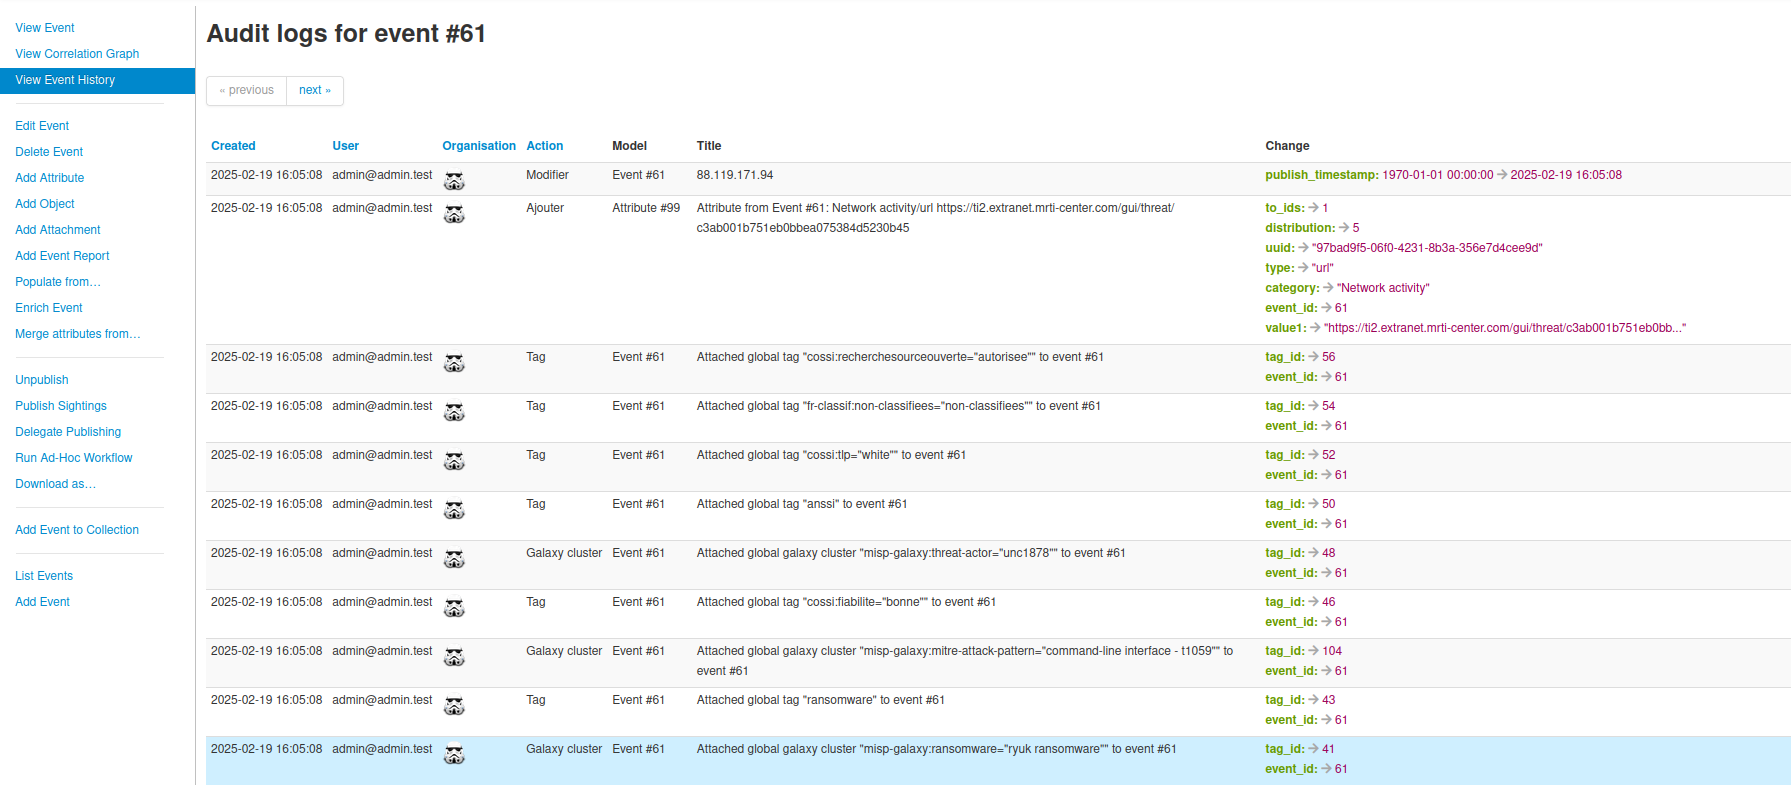 View Event
View Correlation Graph
View Event History
Edit Event
Delete Event
Add Attribute
Add Object
Add Attachment
Add Event Report
Populate from...
Enrich Event
Merge attributes from...
Unpublish
Publish Sightings
Delegate Publishing
Run Ad-Hoc Workflow
Download as...
Add Event to Collection
List Events
Add Event
Audit logs for event #61
« previous next »
Created User Organisation Action Model Title Change
2025-02-19 16:05:08 admin@admin.test Modifier Event #61 88.119.171.94 publish_timestamp: 1970-01-01 00:00:00 → 2025-02-19 16:05:08
2025-02-19 16:05:08 admin@admin.test Ajouter Attribute #99 Attribute from Event #61: Network activity/url https://ti2.extranet.mrti-center.com/gui/threat/ to_ids: → 1
c3ab001b751eb0bbea075384d5230b45 distribution: → 5
uuid: → "97bad9f5-06f0-4231-8b3a-356e7d4cee9d"
type: → "url"
category: → "Network activity"
event_id: → 61
value1: → "https://ti2.extranet.mrti-center.com/gui/threat/c3ab001b751eb0bb..."
2025-02-19 16:05:08 admin@admin.test Tag Event #61 Attached global tag "cossi:recherchesourceouverte="autorisee"" to event #61 tag_id: → 56
event_id: → 61
2025-02-19 16:05:08 admin@admin.test Tag Event #61 Attached global tag "fr-classif:non-classifiees="non-classifiees"" to event #61 tag_id: → 54
event_id: → 61
2025-02-19 16:05:08 admin@admin.test Tag Event #61 Attached global tag "cossi:tlp="white"" to event #61 tag_id: → 52
event_id: → 61
2025-02-19 16:05:08 admin@admin.test Tag Event #61 Attached global tag "anssi" to event #61 tag_id: → 50
event_id: → 61
2025-02-19 16:05:08 admin@admin.test Galaxy cluster Event #61 Attached global galaxy cluster "misp-galaxy:threat-actor="unc1878"" to event #61 tag_id: → 48
event_id: → 61
2025-02-19 16:05:08 admin@admin.test Tag Event #61 Attached global tag "cossi:fiabilite="bonne"" to event #61 tag_id: → 46
event_id: → 61
2025-02-19 16:05:08 admin@admin.test Galaxy cluster Event #61 Attached global galaxy cluster "misp-galaxy:mitre-attack-pattern="command-line interface - t1059"" to tag_id: → 104
event #61 event_id: → 61
2025-02-19 16:05:08 admin@admin.test Tag Event #61 Attached global tag "ransomware" to event #61 tag_id: → 43
event_id: → 61
2025-02-19 16:05:08 admin@admin.test Galaxy cluster Event #61 Attached global galaxy cluster "misp-galaxy:ransomware="ryuk ransomware"" to event #61 tag_id: → 41
event_id: → 61